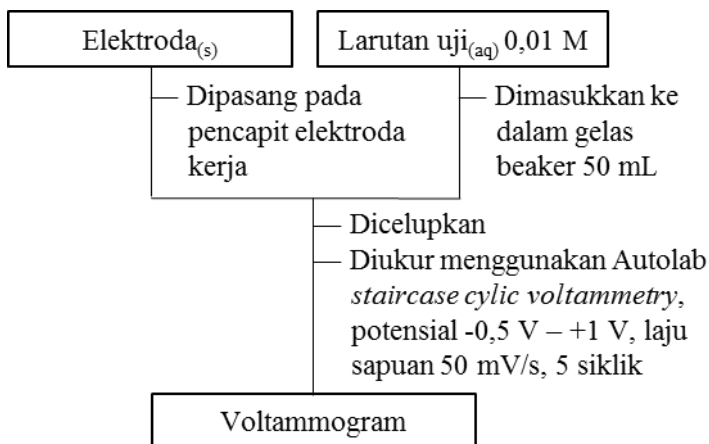 Elektroda(s)
Larutan uji(aq) 0,01 M
Dipasang pada
pencapit elektroda
kerja
Dimasukkan ke
dalam gelas
beaker 50 mL
Dicelupkan
Diukur menggunakan Autolab
staircase cylic voltammetry,
potensial -0,5 V – +1 V, laju
sapuan 50 mV/s, 5 siklik
Voltammogram